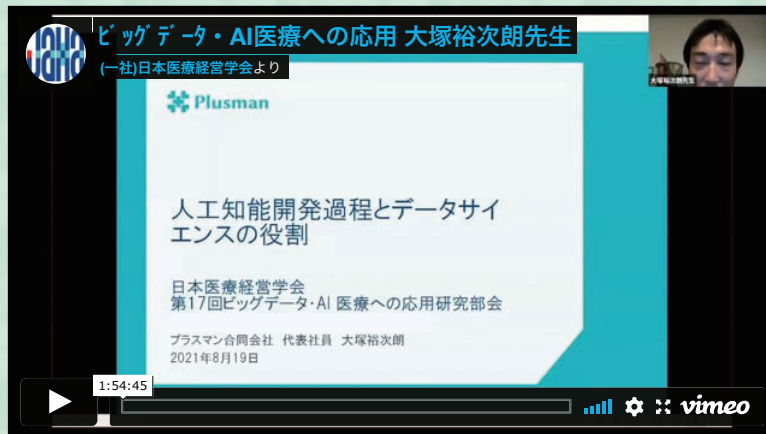 ビッグデータ・AI医療への応用 大塚裕次朗先生
(一社)日本医療経営学会より
JAHA
大塚裕次朗先生
Plusman
人工知能開発過程とデータサイ
エンスの役割
日本医療経営学会
第17回ビッグデータ・AI 医療への応用研究部会
プラスマン合同会社 代表社員 大塚裕次朗
2021年8月19日
1:54:45
vimeo